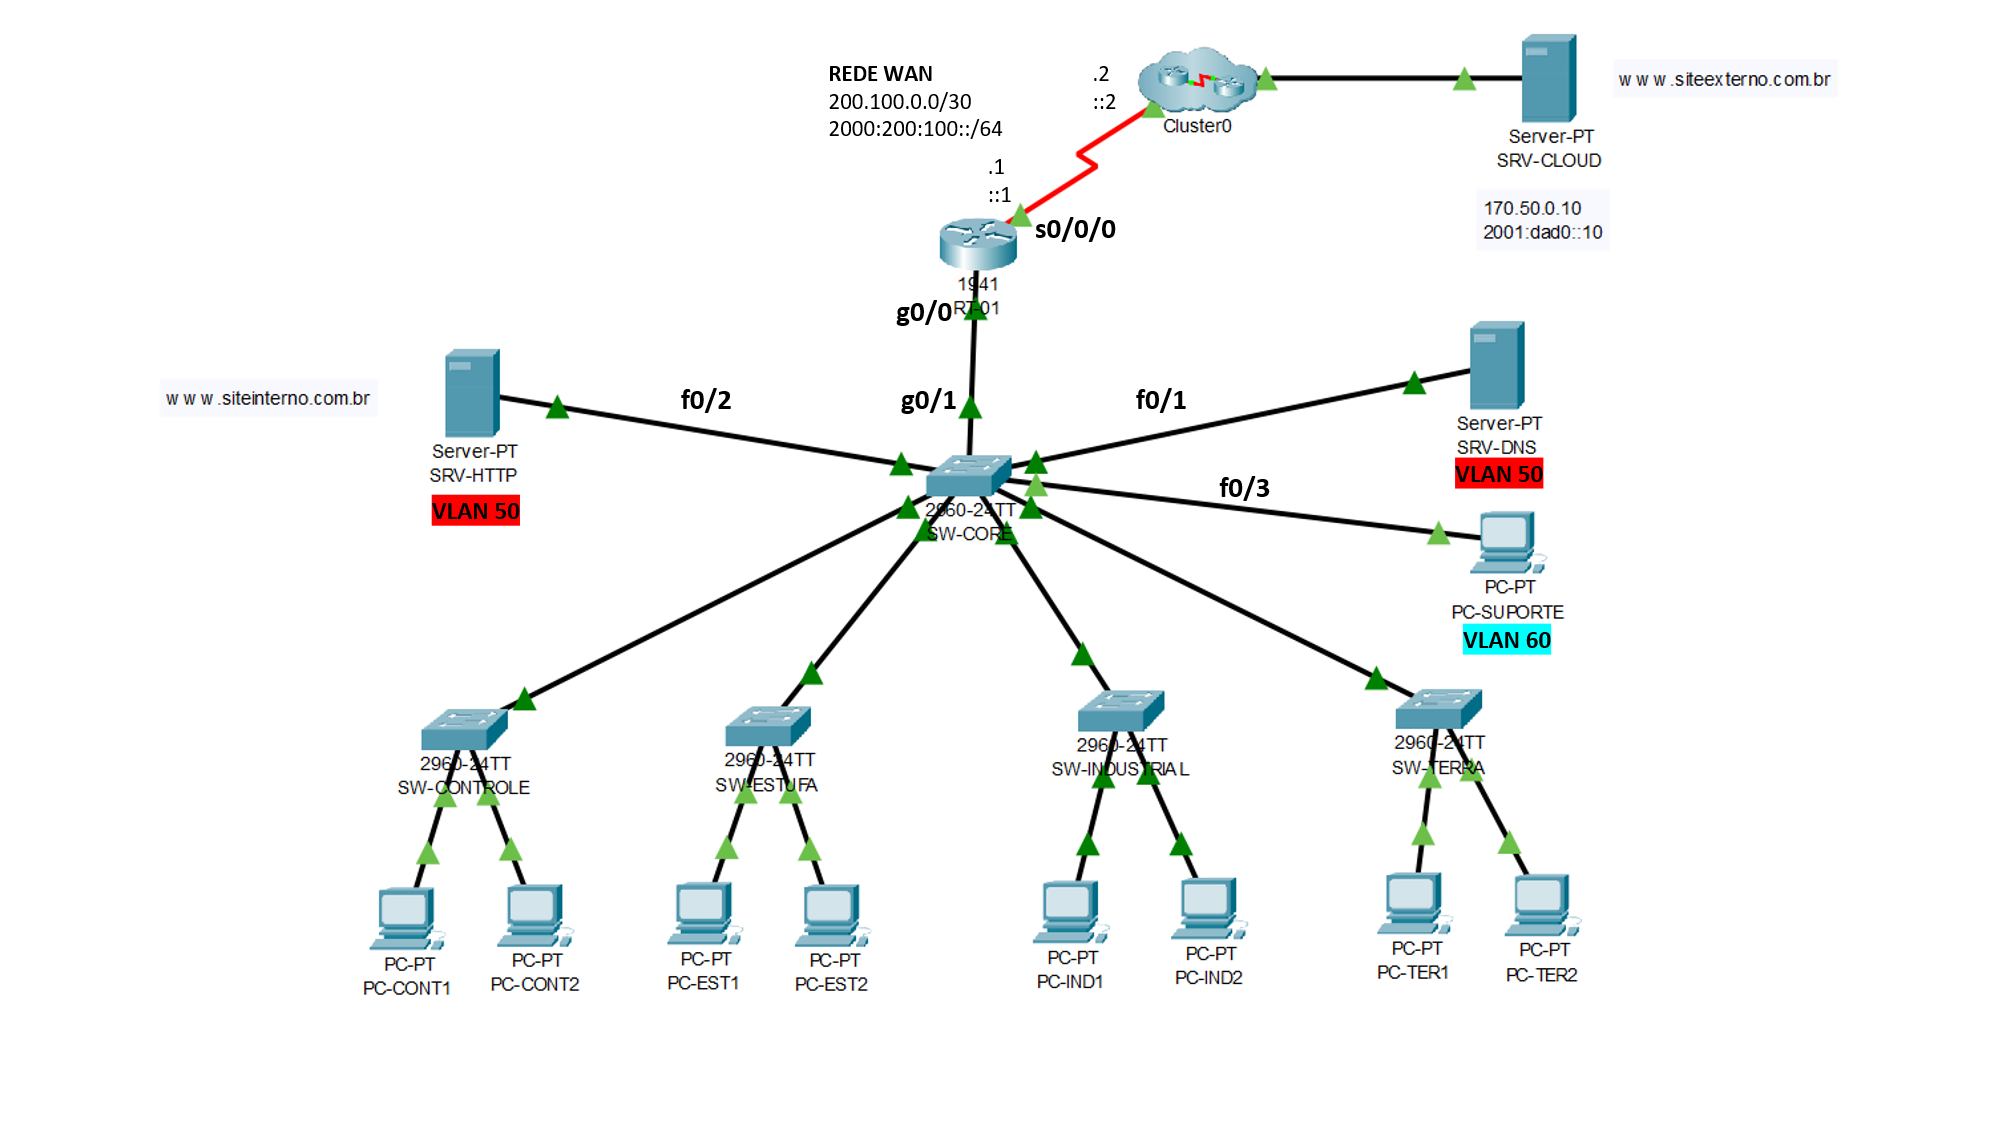 REDE WAN
200.100.0.0/30
2000:200:100::/64
.2
::2
Cluster0
www.siteexterno.com.br
Server-PT
SRV-CLOUD
170.50.0.10
2001:dad0::10
.1
::1
s0/0/0
1941
RT-01
g0/0
g0/1
www.siteinterno.com.br
Server-PT
SRV-HTTP
VLAN 50
f0/2
f0/1
Server-PT
SRV-DNS
VLAN 50
f0/3
2960-24TT
SW-CORE
PC-PT
PC-SUPORTE
VLAN 60
2960-24TT
SW-CONTROLE
2960-24TT
SW-ESTUFA
2960-24TT
SW-INDUSTRIAL
2960-24TT
SW-TERRA
PC-PT
PC-CONT1
PC-PT
PC-CONT2
PC-PT
PC-EST1
PC-PT
PC-EST2
PC-PT
PC-IND1
PC-PT
PC-IND2
PC-PT
PC-TER1
PC-PT
PC-TER2